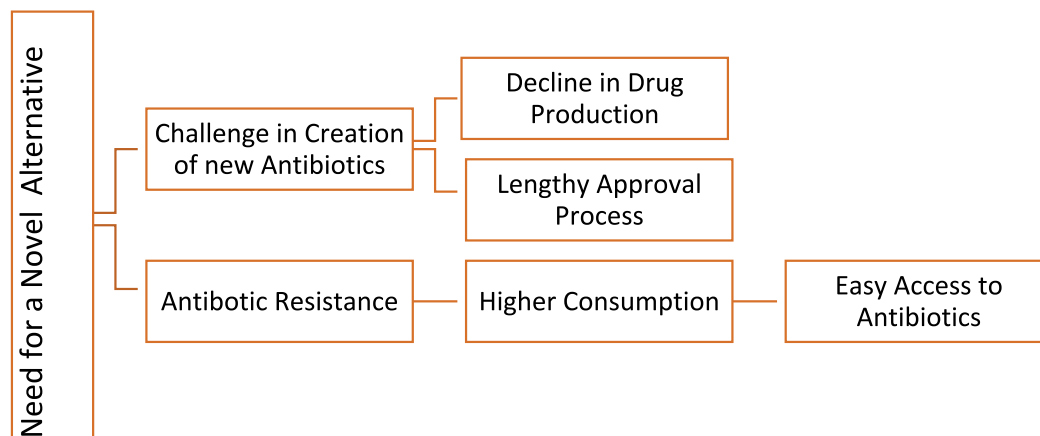 Need for a Novel Alternative
Challenge in Creation
of new Antibiotics
Decline in Drug
Production
Lengthy Approval
Process
Antibotic Resistance
Higher Consumption
Easy Access to
Antibiotics